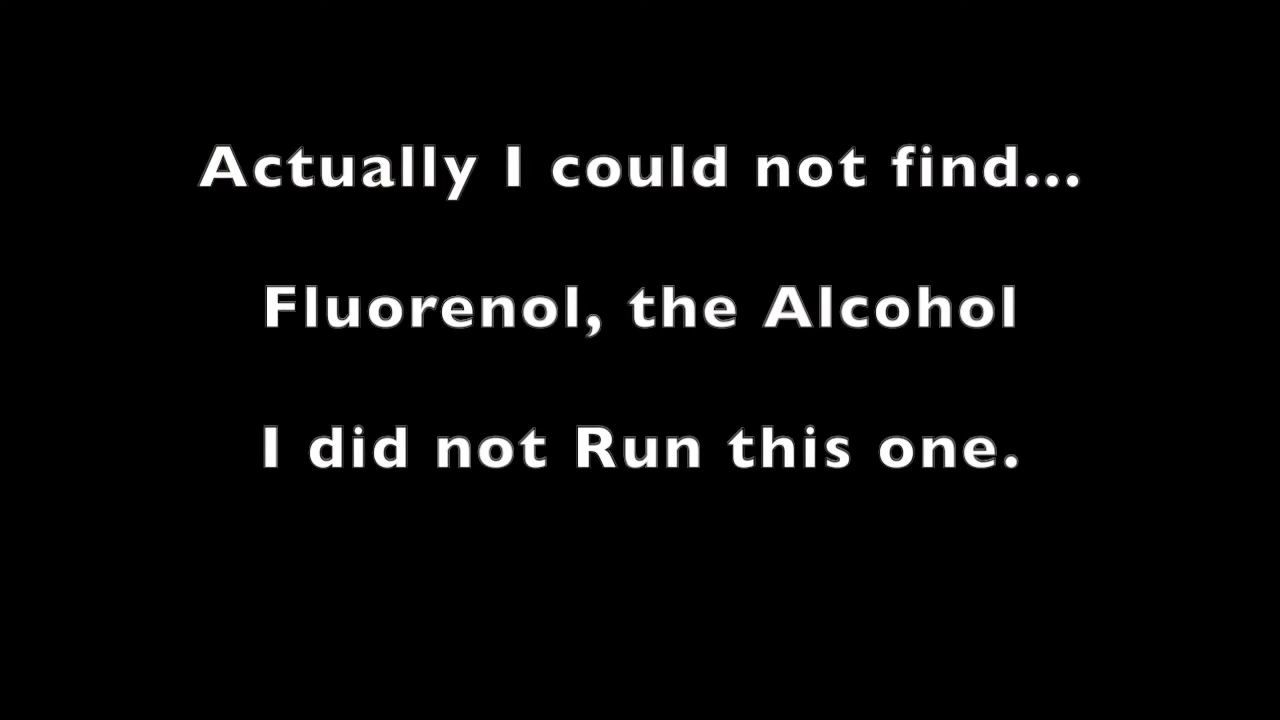 Actually I could not find...
Fluorenol, the Alcohol
I did not Run this one.